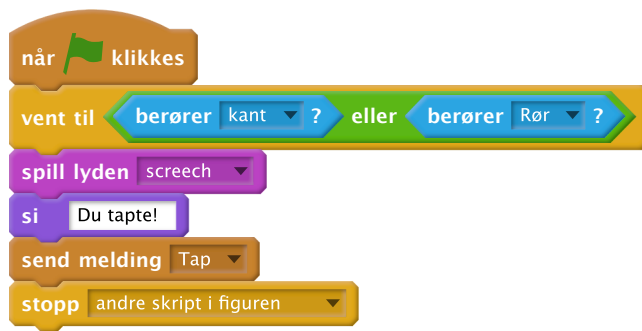 når klikkes
vent til berører kant ? eller berører Rør ?
spill lyden screech
si Du tapte!
send melding Tap
stopp andre skript i figuren